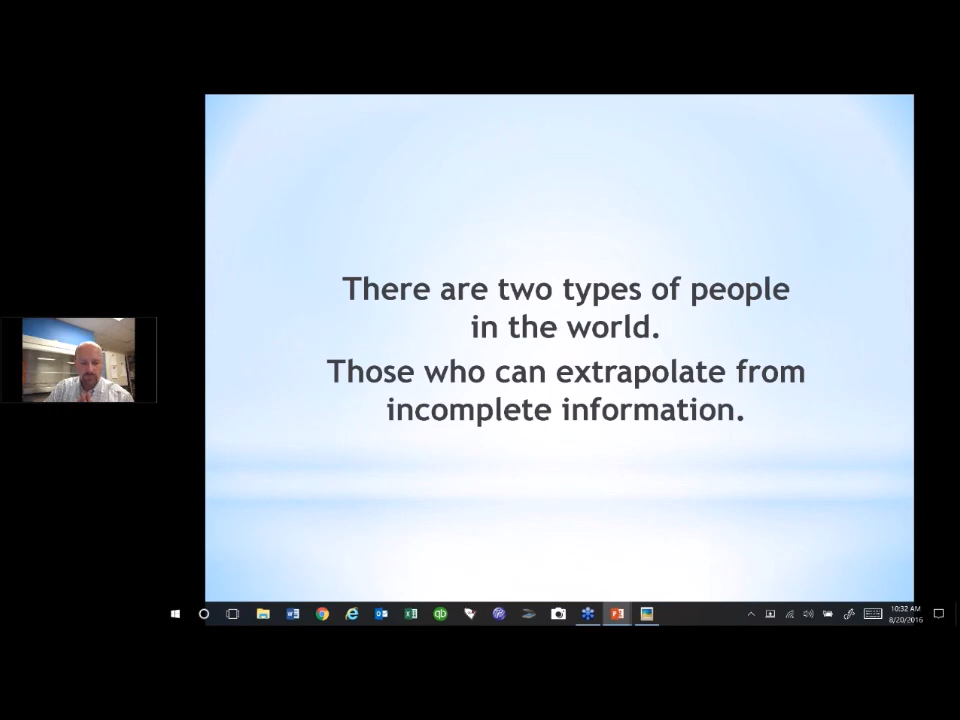 There are two types of people
in the world.
Those who can extrapolate from
incomplete information.
qb
10:32 AM
8/20/2016